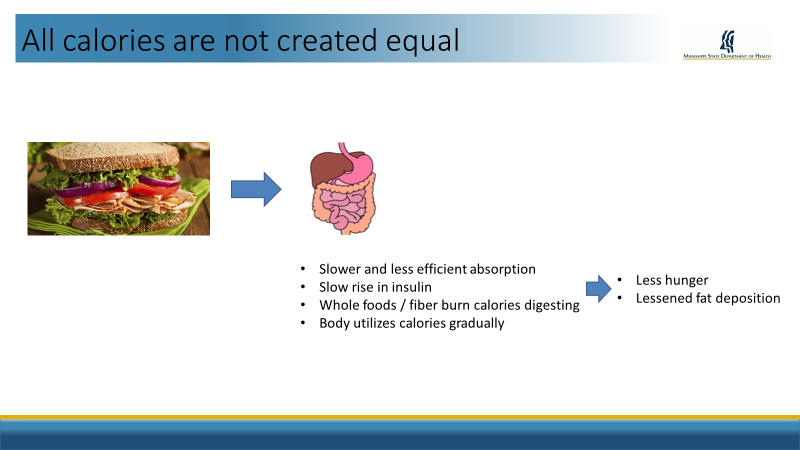 All calories are not created equal
MISSISSIPPI STATE DEPARTMENT OF HEALTH
• Slower and less efficient absorption
• Slow rise in insulin
• Whole foods / fiber burn calories digesting
• Body utilizes calories gradually
• Less hunger
• Lessened fat deposition